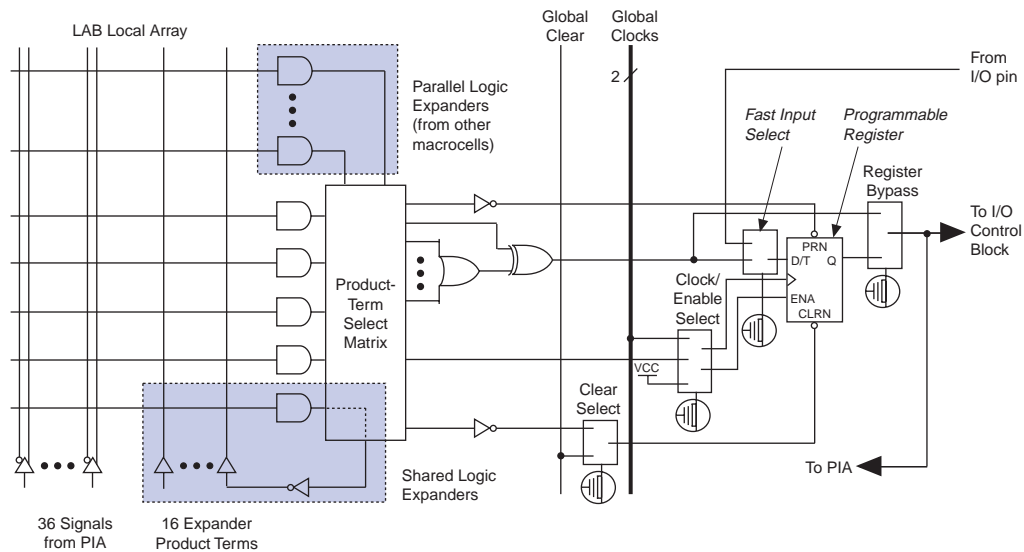 LAB Local Array
Global
Clear
Global
Clocks
2
Parallel Logic
Expanders
(from other
macrocells)
From
I/O pin
Fast Input
Select
Programmable
Register
Register
Bypass
To I/O
Control
Block
PRN
D/T
Q
ENA
CLRN
Product-
Term
Select
Matrix
Clock/
Enable
Select
VCC
Clear
Select
To PIA
Shared Logic
Expanders
36 Signals
from PIA
16 Expander
Product Terms